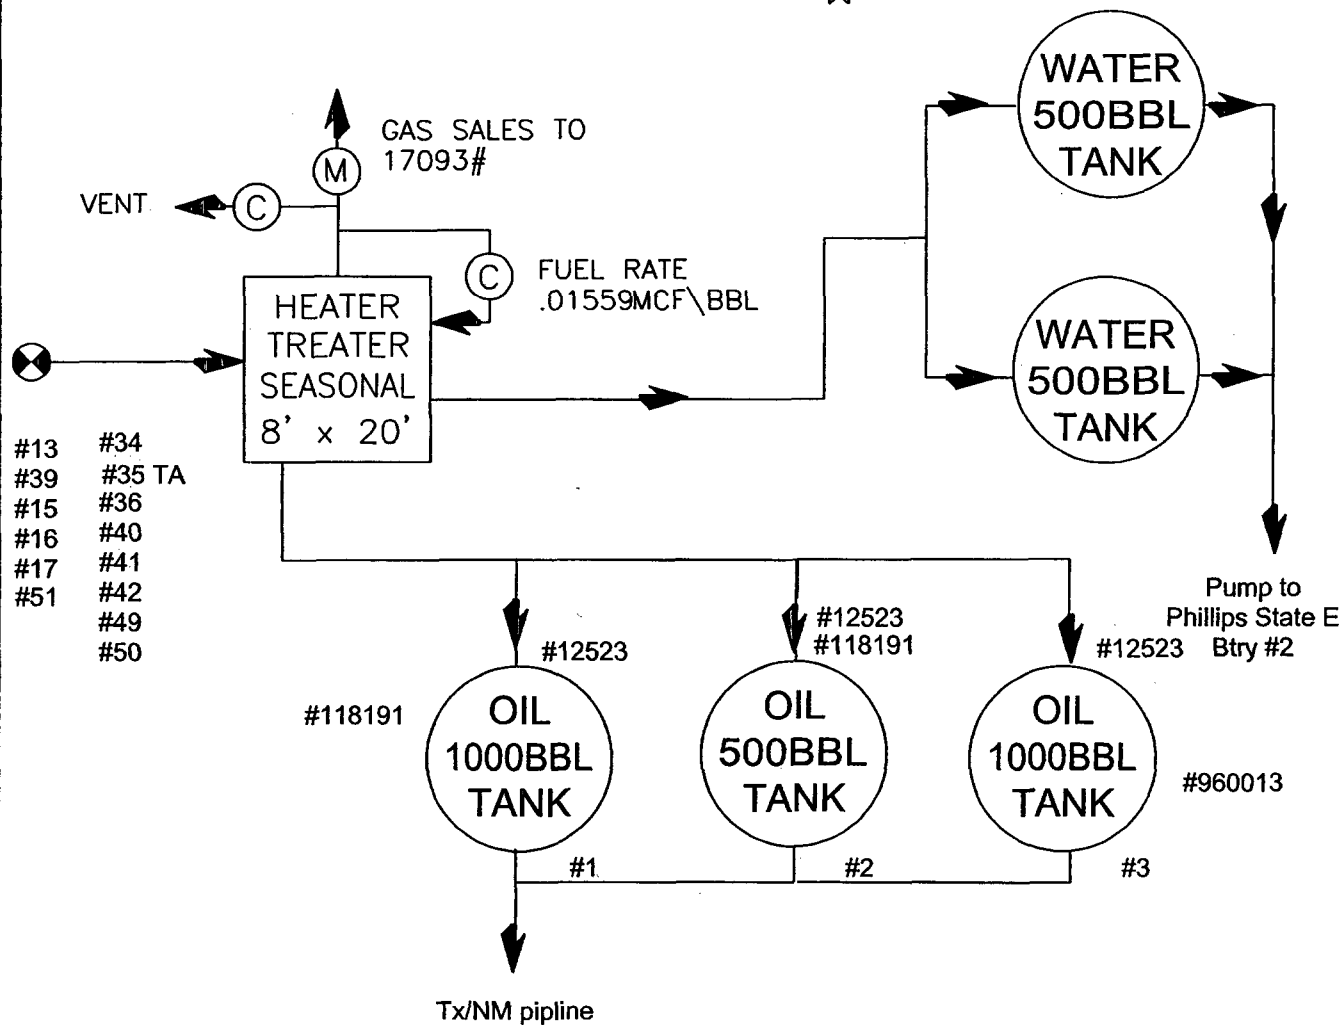 WATER
500BBL
TANK
GAS SALES TO
17093#
M
VENT
C
C
FUEL RATE
.01559MCF\BBL
HEATER
TREATER
SEASONAL
8' x 20'
WATER
500BBL
TANK
#13
#39
#15
#16
#17
#51
#34
#35 TA
#36
#40
#41
#42
#49
#50
Pump to
Phillips State E
Btry #2
#12523
#12523
#118191
#12523
#118191
OIL
1000BBL
TANK
OIL
500BBL
TANK
OIL
1000BBL
TANK
#960013
#1
#2
#3
Tx/NM pipline